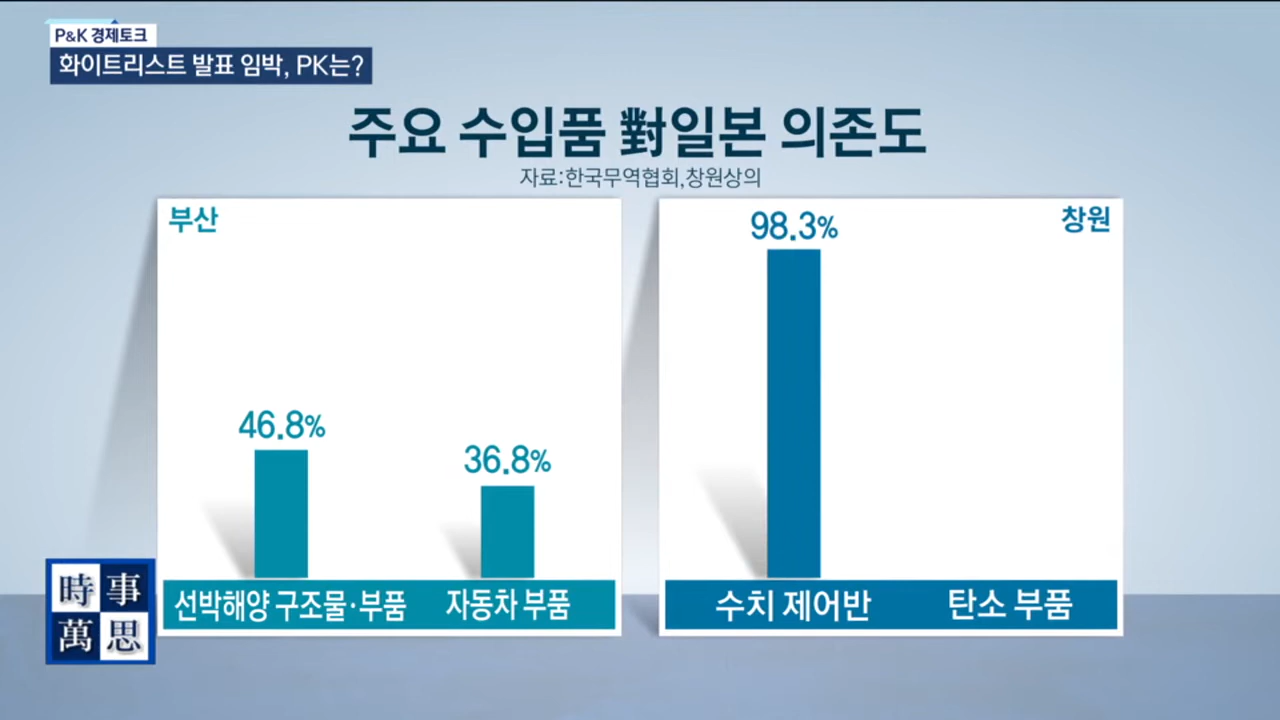 P&K 경제토크
화이트리스트 발표 임박, PK는?
주요 수입품 對일본 의존도
자료:한국무역협회,창원상의
부산
46.8%
36.8%
선박해양 구조물·부품
자동차 부품
창원
98.3%
수치 제어반
탄소 부품
時事
萬思